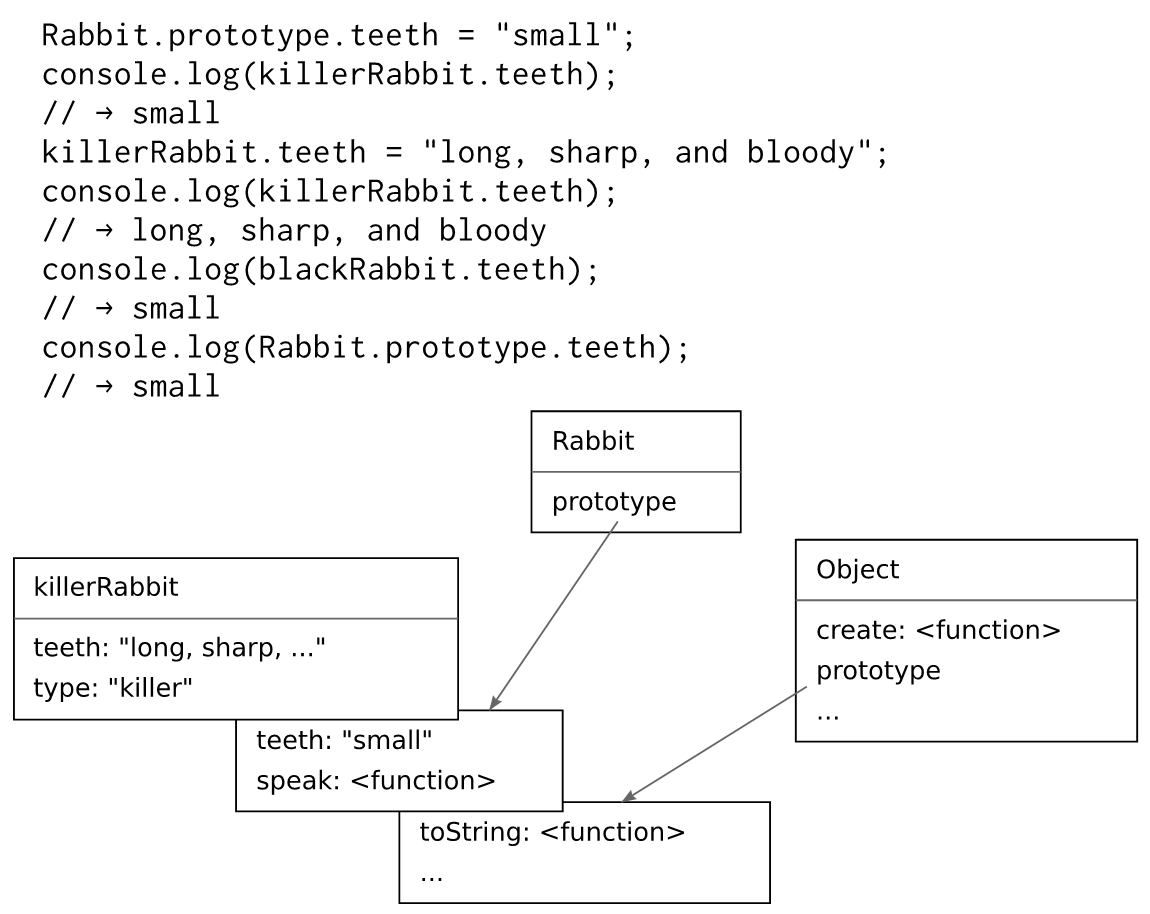 Rabbit.prototype.teeth = "small";
console.log(killerRabbit.teeth);
// → small
killerRabbit.teeth = "long, sharp, and bloody";
console.log(killerRabbit.teeth);
// → long, sharp, and bloody
console.log(blackRabbit.teeth);
// → small
console.log(Rabbit.prototype.teeth);
// → small
Rabbit
prototype
killerRabbit
teeth: "long, sharp, ..."
type: "killer"
Object
create: <function>
prototype
...
teeth: "small"
speak: <function>
toString: <function>
...